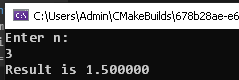 C:\Users\Admin\CMakeBuilds\678b28ae-e6
Enter n:
3
Result is 1.500000